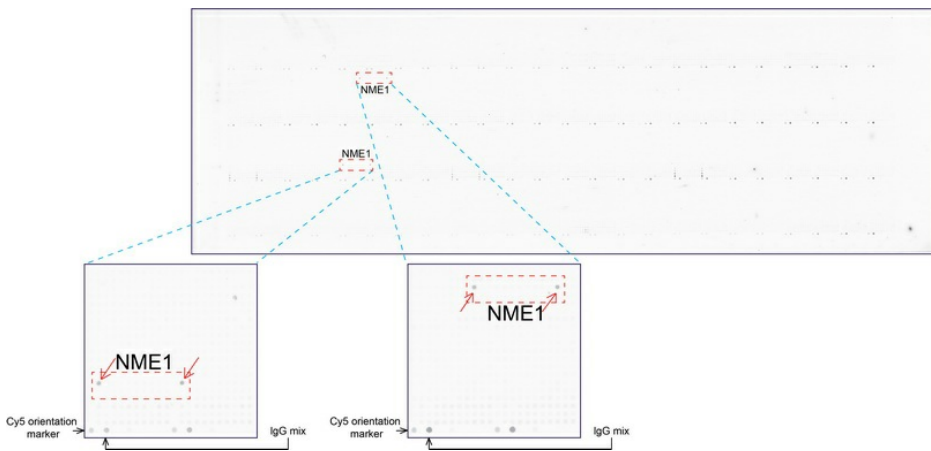 NME1
NME1
NME1
NME1
Cy5 orientation
marker
IgG mix
Cy5 orientation
marker
IgG mix